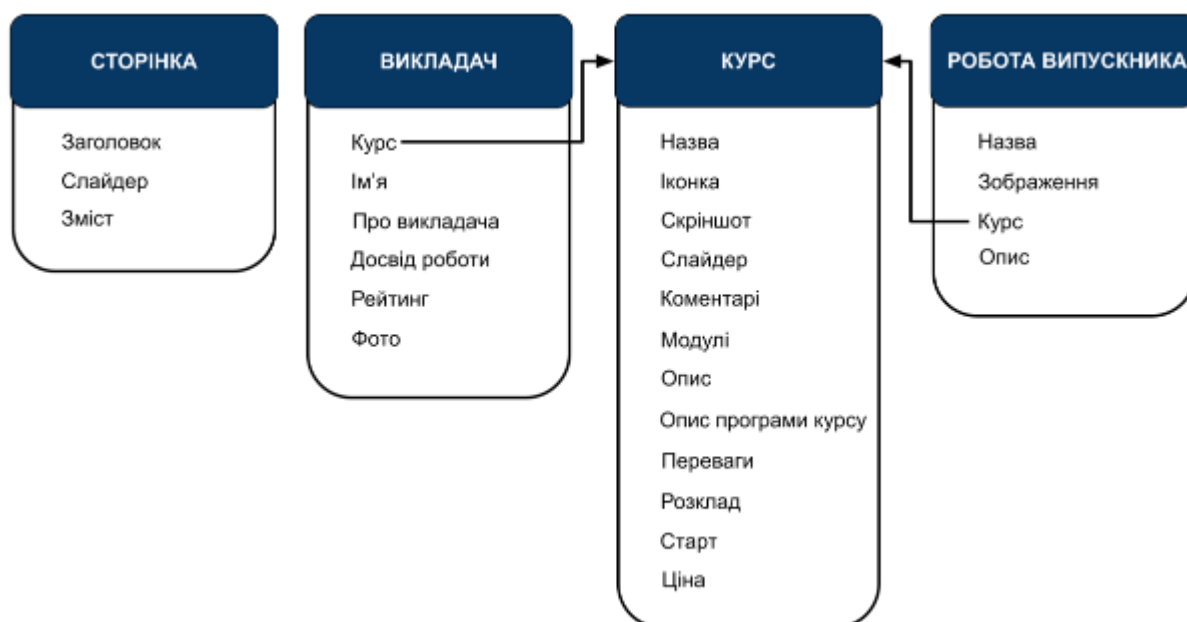 СТОРІНКА
Заголовок
Слайдер
Зміст
ВИКЛАДАЧ
Курс
Ім'я
Про викладача
Досвід роботи
Рейтинг
Фото
КУРС
Назва
Іконка
Скріншот
Слайдер
Коментарі
Модулі
Опис
Опис програми курсу
Переваги
Розклад
Старт
Ціна
РОБОТА ВИПУСКНИКА
Назва
Зображення
Курс
Опис